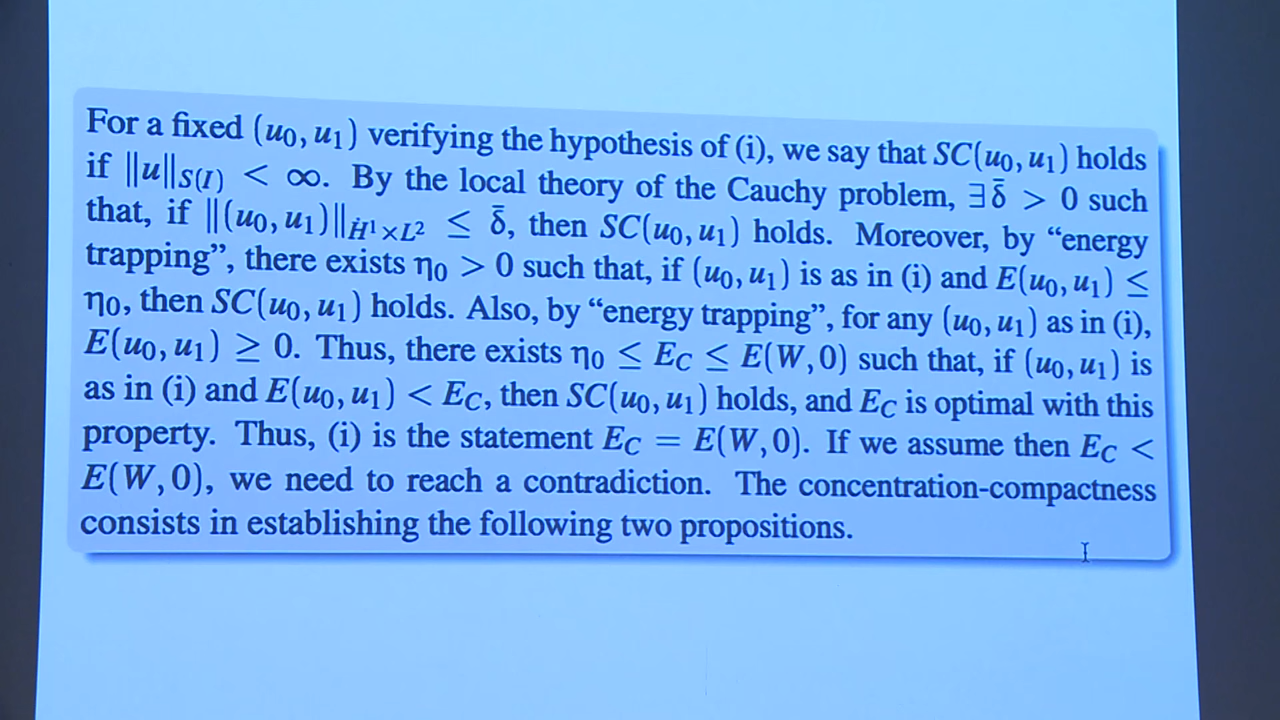 For a fixed (u₀, u₁) verifying the hypothesis of (i), we say that SC(u₀, u₁) holds
if ‖u‖_{S(I)} < ∞. By the local theory of the Cauchy problem, ∃δ̄ > 0 such
that, if ‖(u₀, u₁)‖_{Ḣ¹×L²} ≤ δ̄, then SC(u₀, u₁) holds. Moreover, by “energy
trapping”, there exists η₀ > 0 such that, if (u₀, u₁) is as in (i) and E(u₀, u₁) ≤
η₀, then SC(u₀, u₁) holds. Also, by “energy trapping”, for any (u₀, u₁) as in (i),
E(u₀, u₁) ≥ 0. Thus, there exists η₀ ≤ E_C ≤ E(W, 0) such that, if (u₀, u₁) is
as in (i) and E(u₀, u₁) < E_C, then SC(u₀, u₁) holds, and E_C is optimal with this
property. Thus, (i) is the statement E_C = E(W, 0). If we assume then E_C <
E(W, 0), we need to reach a contradiction. The concentration-compactness
consists in establishing the following two propositions.